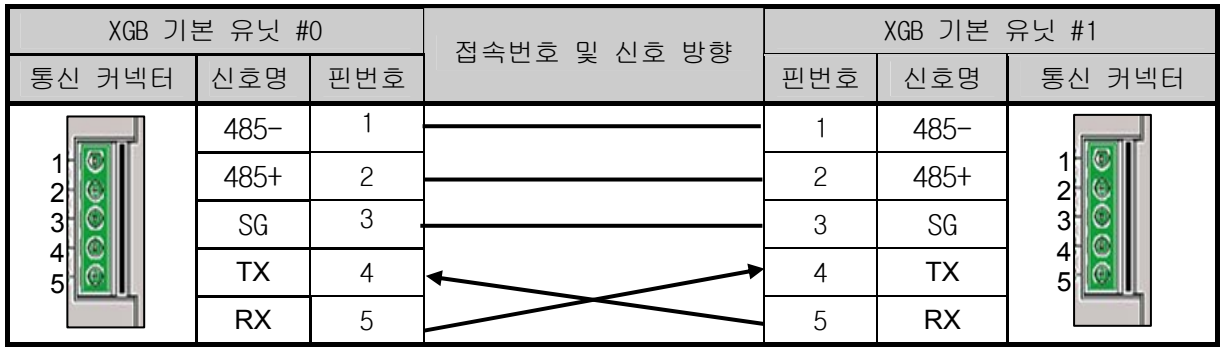 XGB 기본 유닛 #0 접속번호 및 신호 방향 XGB 기본 유닛 #1
통신 커넥터 신호명 핀번호 핀번호 신호명 통신 커넥터
485- 1 1 485-
1 485+ 2 2 485+ 1
2 2
3 SG 3 3 SG 3
4 TX 4 4 TX 4
5 5
RX 5 5 RX